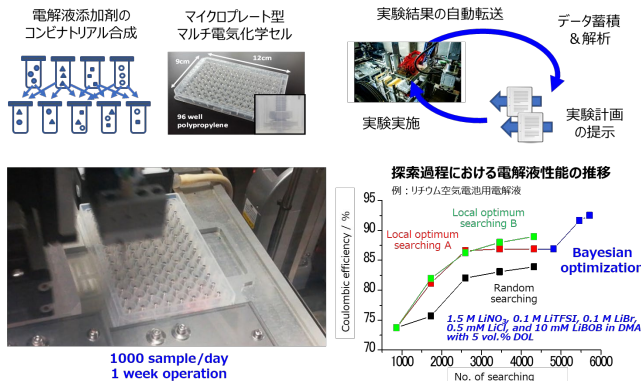 電解液添加剤の
コンビナトリアル合成
マイクロプレート型
マルチ電気化学セル
9cm
12cm
96 well
polypropylene
実験結果の自動転送
データ蓄積
&解析
実験計画
の提示
実験実施
1000 sample/day
1 week operation
探索過程における電解液性能の推移
例:リチウム空気電池用電解液
Coulombic efficiency / %
95
90
85
80
75
70
Local optimum
searching B
Local optimum
searching A
Bayesian
optimization
Random
searching
1.5 M LiNO3, 0.1 M LiTFSI, 0.1 M LiBr,
0.5 mM LiCl, and 10 mM LiBOB in DMA
with 5 vol.% DOL
1000 2000 3000 4000 5000 6000
No. of searching